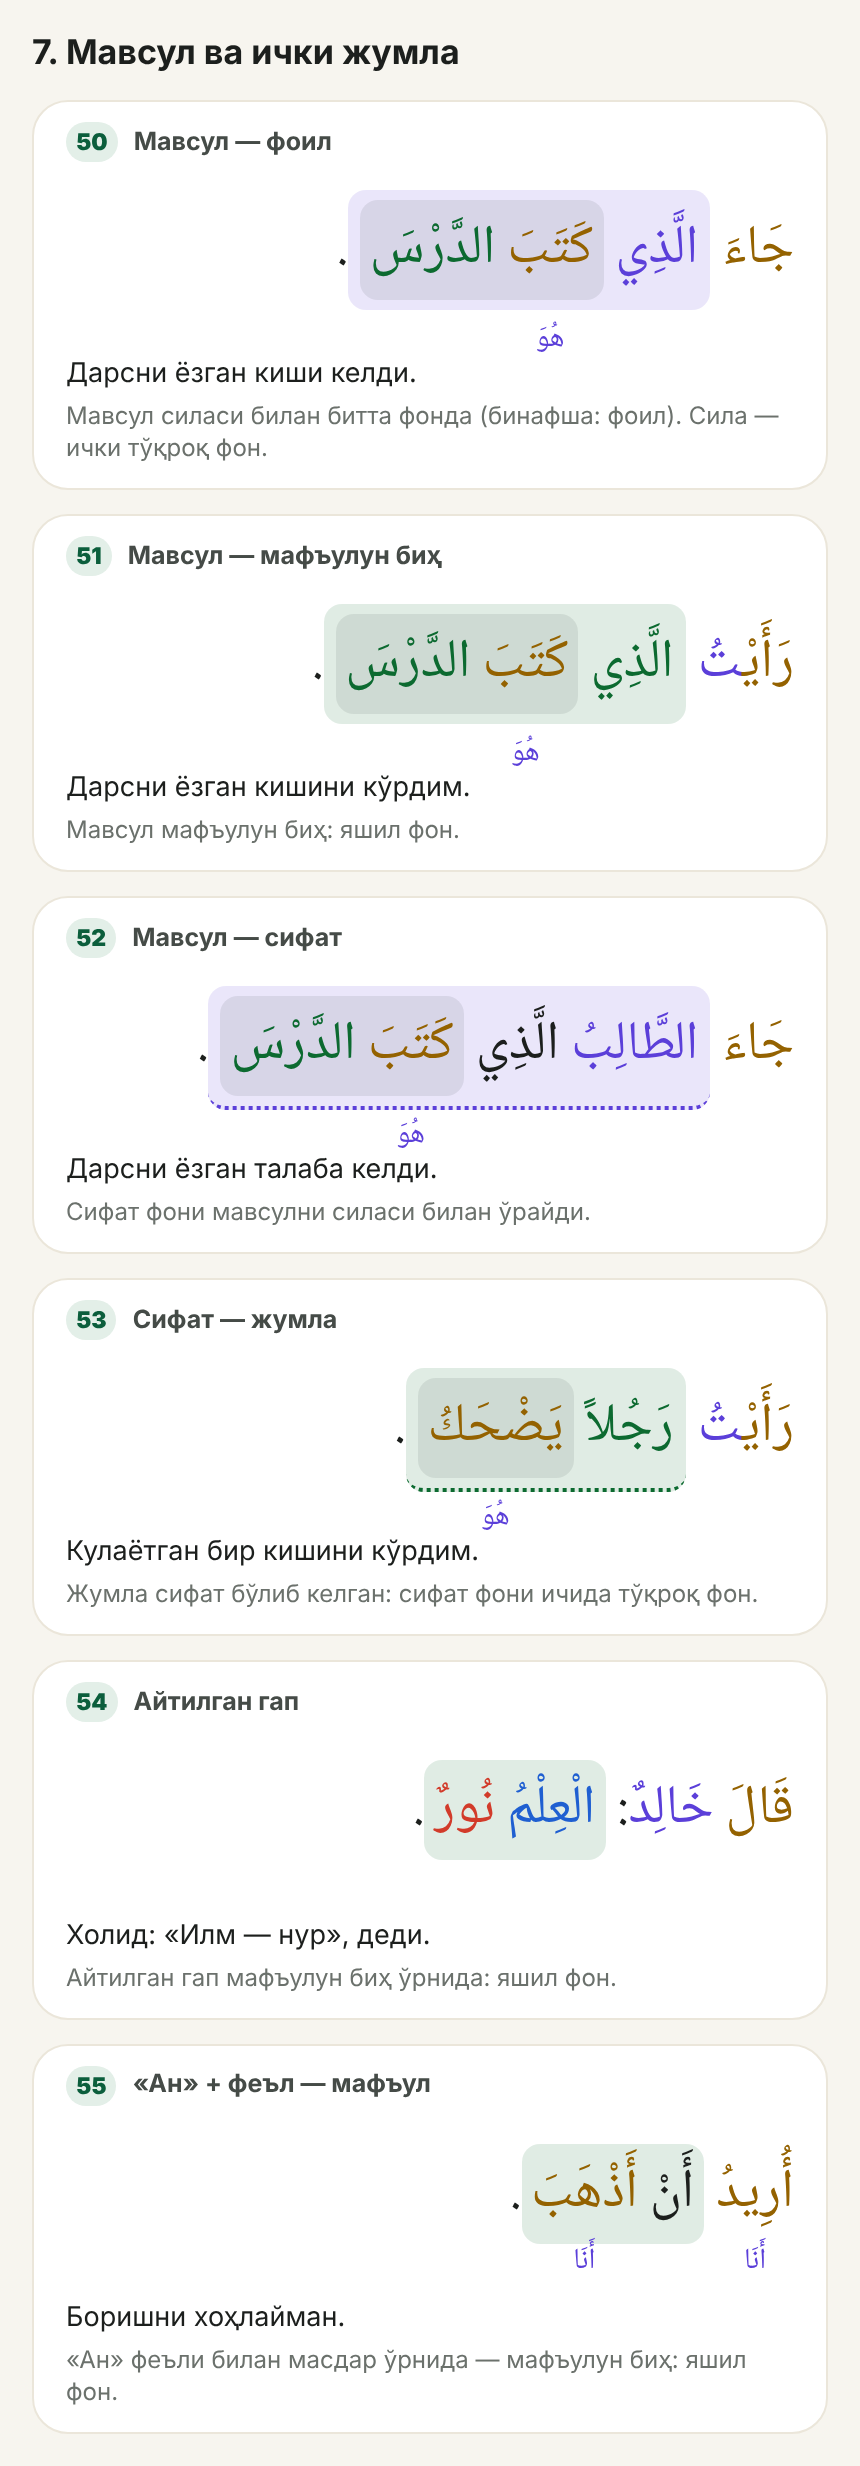 7. Мавсул ва ички жумла
50 Мавсул — фоил
جَاءَ الَّذِي كَتَبَ الدَّرْسَ.
هُوَ
Дарсни ёзган киши келди.
Мавсул силаси билан битта фонда (бинафша: фоил). Сила —
ички тўқроқ фон.
51 Мавсул — мафъулун биҳ
رَأَيْتُ الَّذِي كَتَبَ الدَّرْسَ.
هُوَ
Дарсни ёзган кишини кўрдим.
Мавсул мафъулун биҳ: яшил фон.
52 Мавсул — сифат
جَاءَ الطَّالِبُ الَّذِي كَتَبَ الدَّرْسَ.
هُوَ
Дарсни ёзган талаба келди.
Сифат фони мавсулни силаси билан ўрайди.
53 Сифат — жумла
رَأَيْتُ رَجُلاً يَضْحَكُ.
هُوَ
Кулаётган бир кишини кўрдим.
Жумла сифат бўлиб келган: сифат фони ичида тўқроқ фон.
54 Айтилган гап
قَالَ خَالِدٌ: الْعِلْمُ نُورٌ.
Холид: «Илм — нур», деди.
Айтилган гап мафъулун биҳ ўрнида: яшил фон.
55 «Ан» + феъл — мафъул
أُرِيدُ أَنْ أَذْهَبَ.
أَنَا أَنَا
Боришни хоҳлайман.
«Ан» феъли билан масдар ўрнида — мафъулун биҳ: яшил
фон.